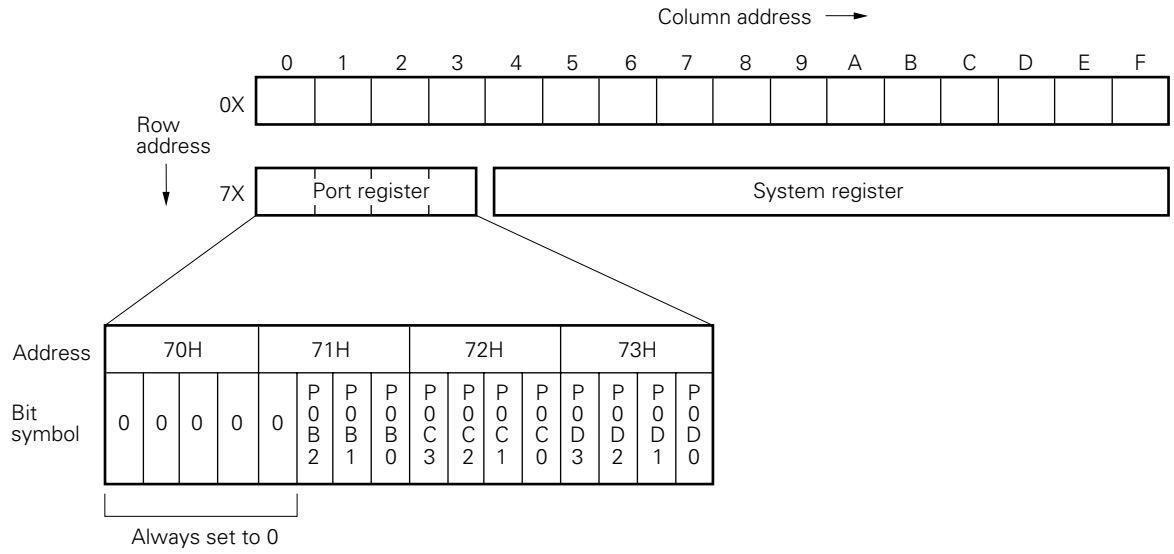 Column address
0 1 2 3 4 5 6 7 8 9 A B C D E F
0X
Row
address
7X
Port register
System register
Address 70H 71H 72H 73H
Bit
symbol
0 0 0 0 0 P0B2 P0B1 P0B0 P0C3 P0C2 P0C1 P0C0 P0D3 P0D2 P0D1 P0D0
Always set to 0